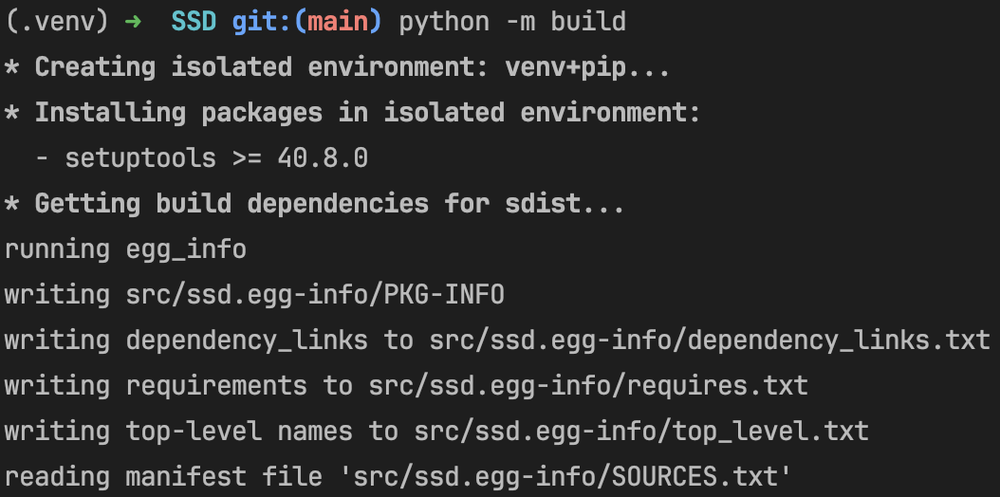 (.venv) ➜  SSD git:(main) python -m build
* Creating isolated environment: venv+pip...
* Installing packages in isolated environment:
  - setuptools >= 40.8.0
* Getting build dependencies for sdist...
running egg_info
writing src/ssd.egg-info/PKG-INFO
writing dependency_links to src/ssd.egg-info/dependency_links.txt
writing requirements to src/ssd.egg-info/requires.txt
writing top-level names to src/ssd.egg-info/top_level.txt
reading manifest file 'src/ssd.egg-info/SOURCES.txt'